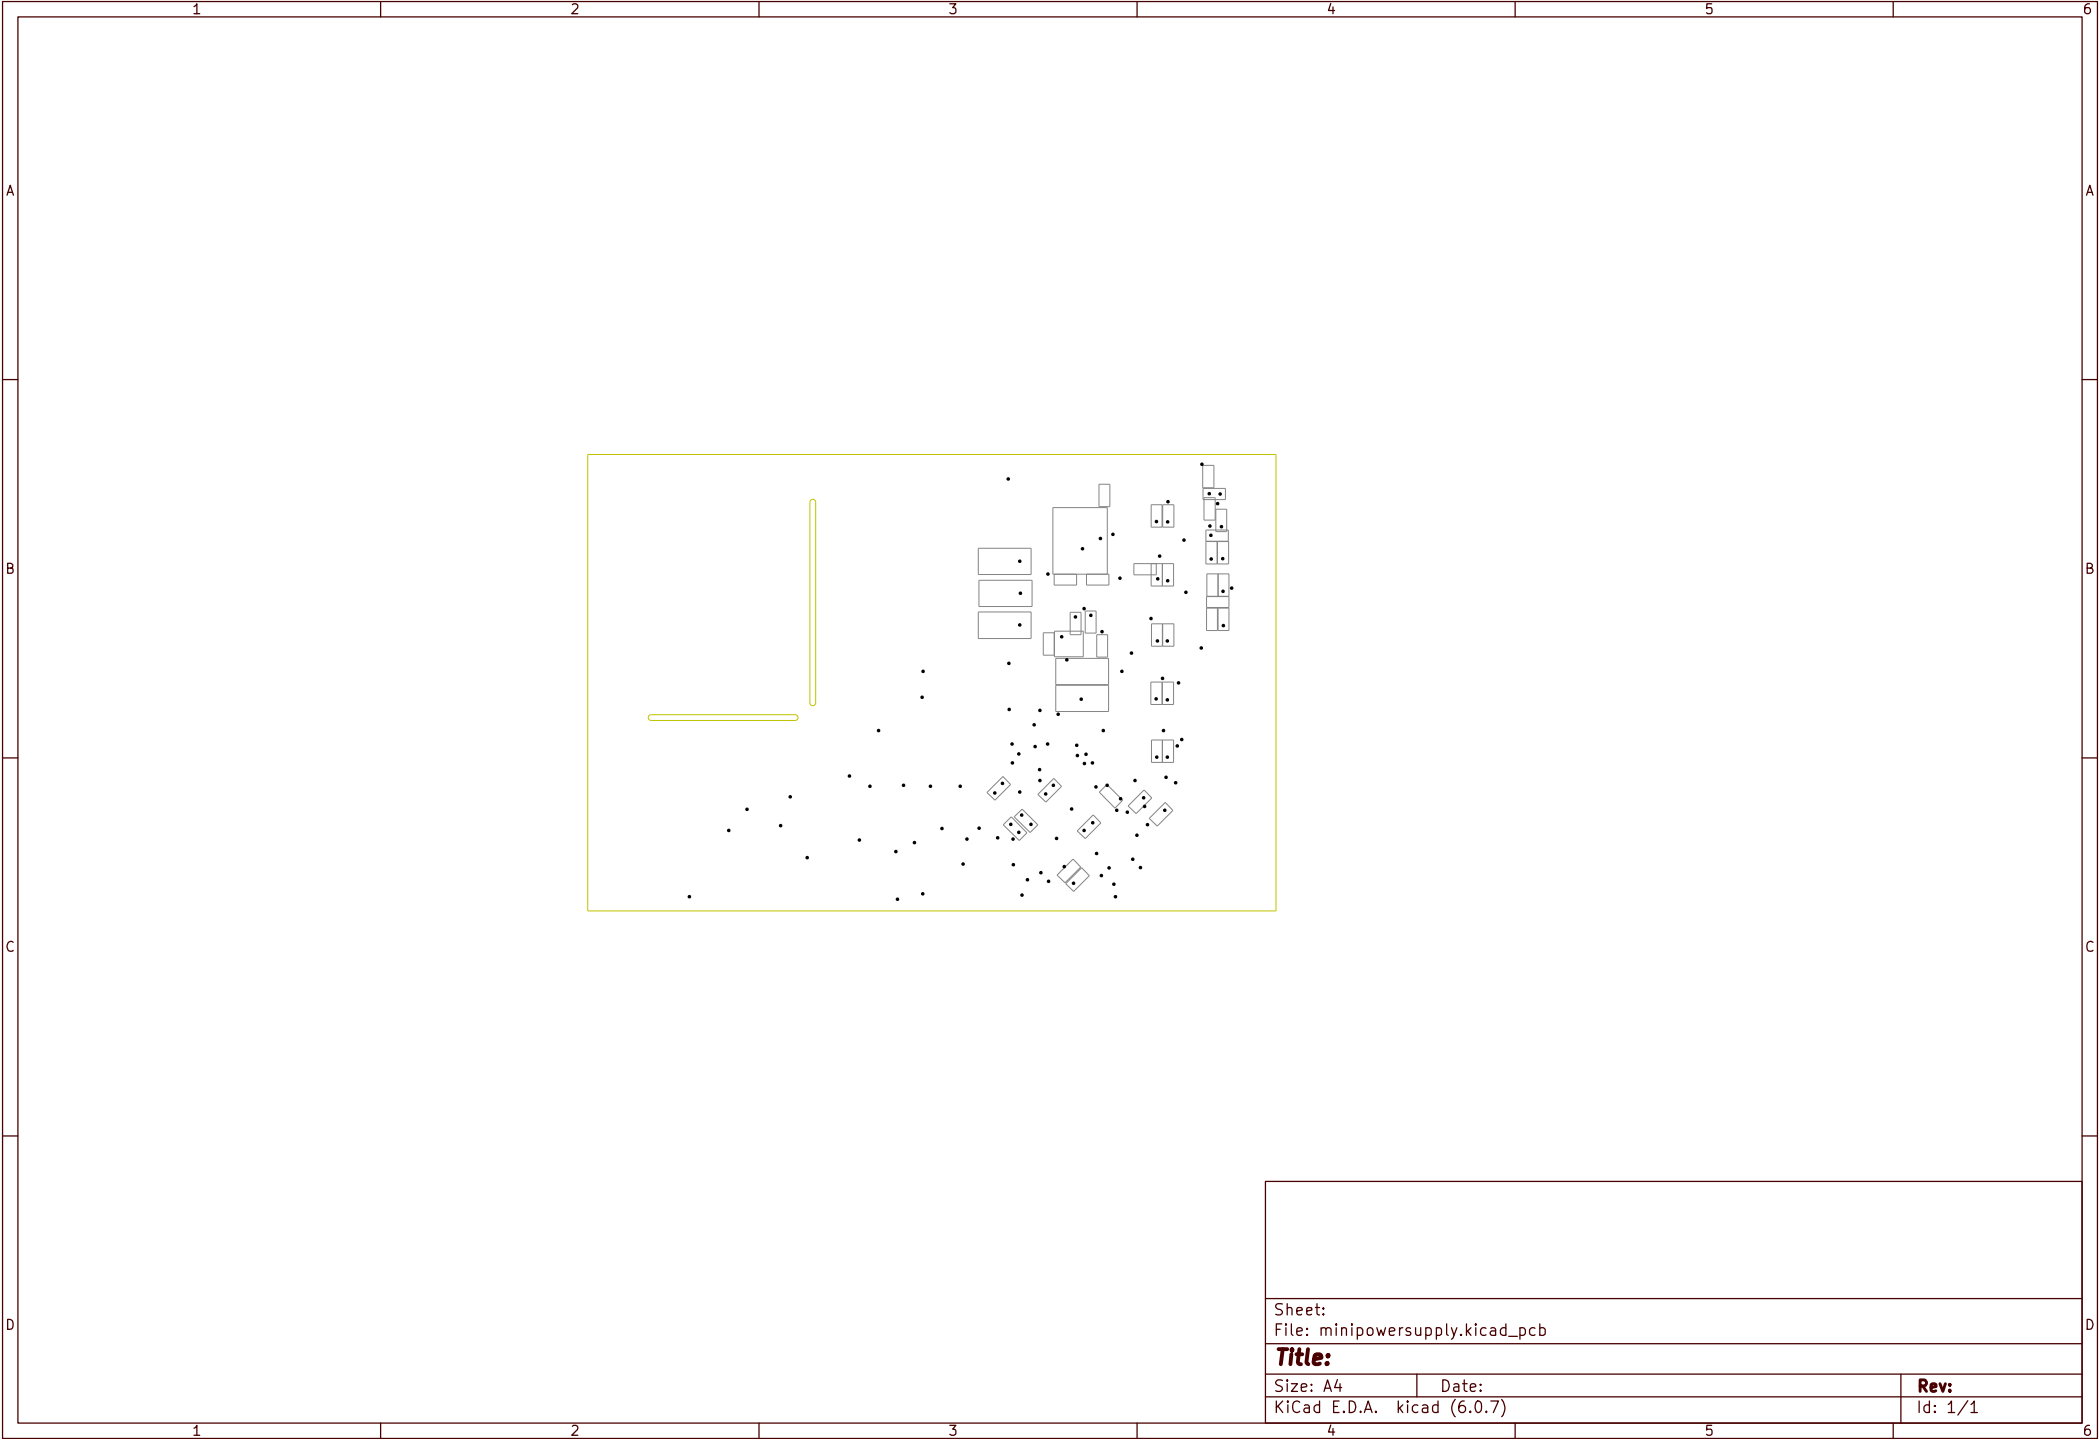 1 2 3 4 5 6
A A
B B
C C
Sheet:
File: minipowersupply.kicad_pcb
D D
Title:
Size: A4 Date: Rev:
KiCad E.D.A. kicad (6.0.7) Id: 1/1
1 2 3 4 5 6